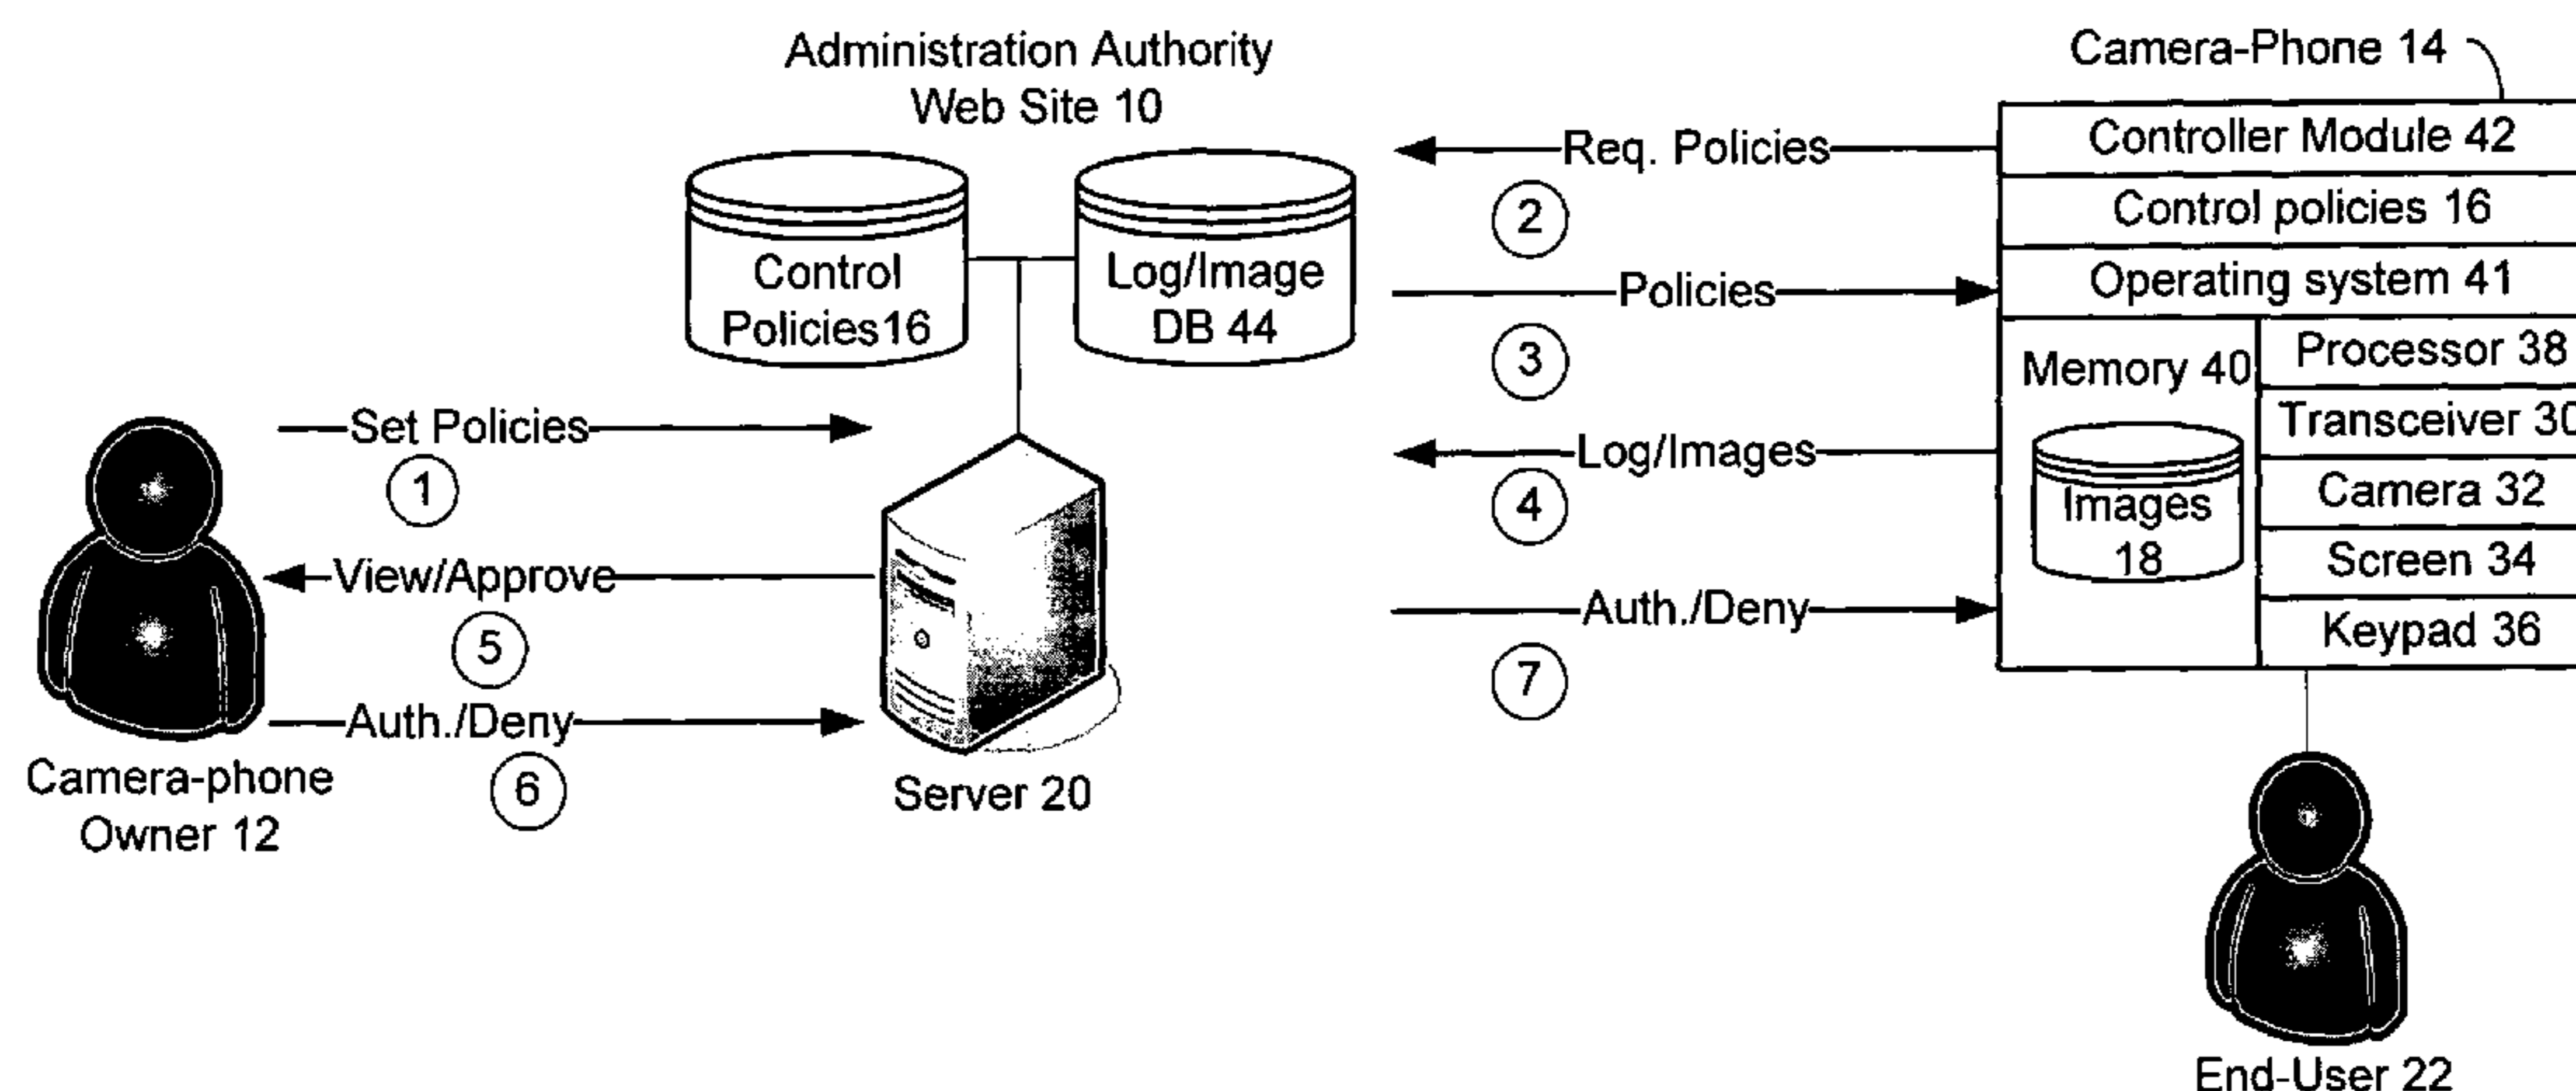 Administration Authority
Web Site 10
Control
Policies16
Log/Image
DB 44
Set Policies
1
View/Approve
5
Auth./Deny
6
Camera-phone
Owner 12
Server 20
Req. Policies
2
Policies
3
Log/Images
4
Auth./Deny
7
Camera-Phone 14
Controller Module 42
Control policies 16
Operating system 41
Memory 40
Images
18
Processor 38
Transceiver 30
Camera 32
Screen 34
Keypad 36
End-User 22